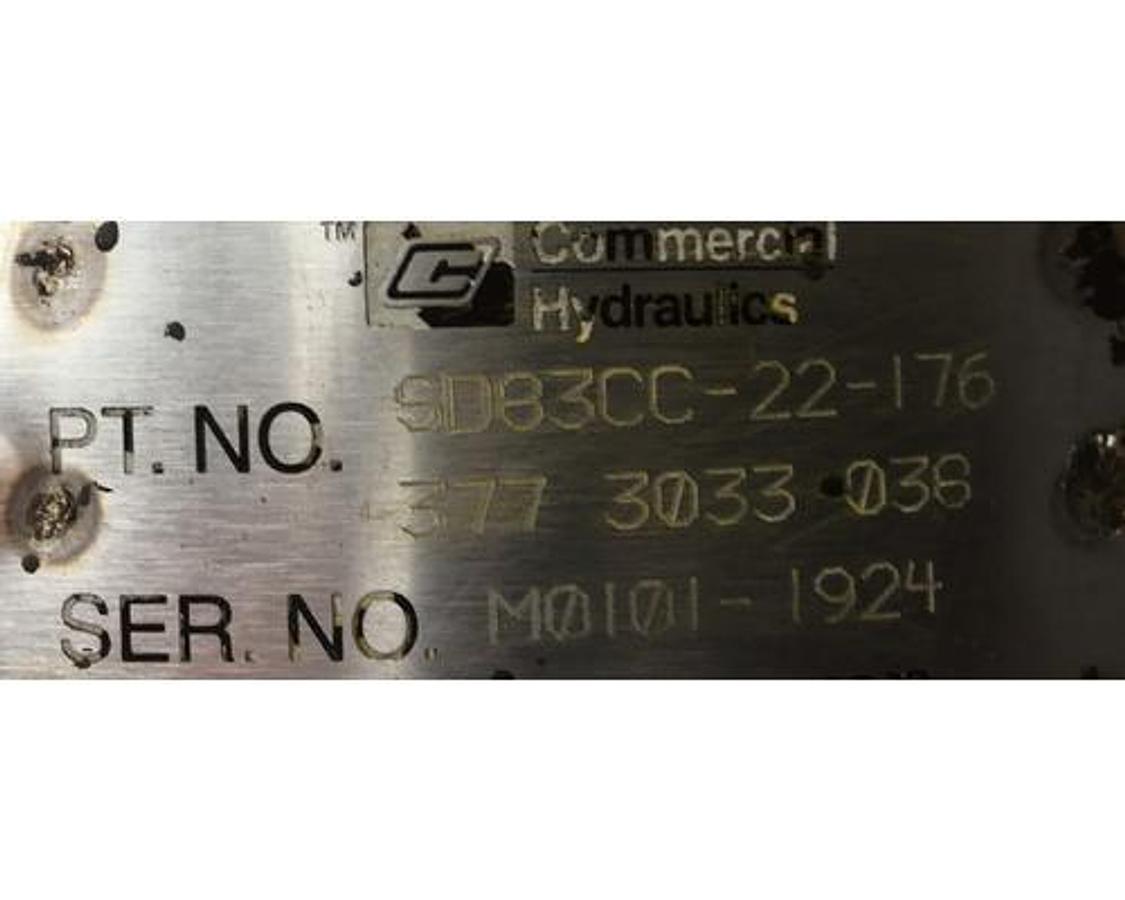 ™ C Commercial
Hydraulics
PT. NO. SD83CC-22-176
377 3033 038
SER. NO. M0101-1924